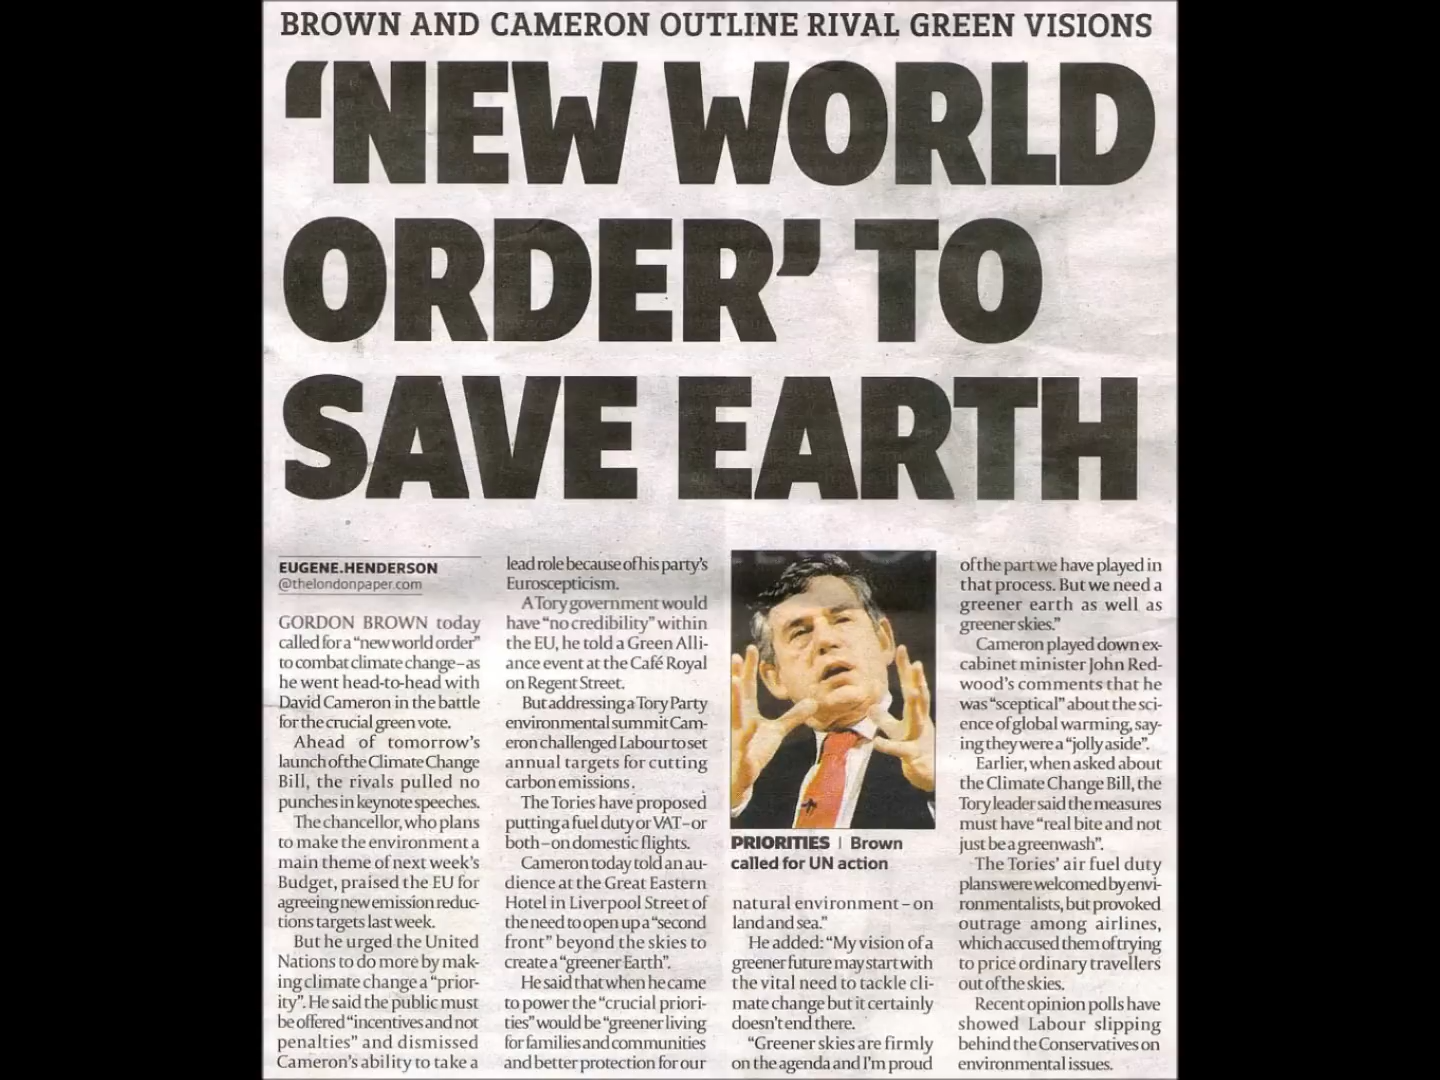 BROWN AND CAMERON OUTLINE RIVAL GREEN VISIONS
‘NEW WORLD
ORDER’ TO
SAVE EARTH
EUGENE.HENDERSON
@thelondonpaper.com
GORDON BROWN today
called for a “new world order”
to combat climate change – as
he went head-to-head with
David Cameron in the battle
for the crucial green vote.
Ahead of tomorrow’s
launch of the Climate Change
Bill, the rivals pulled no
punches in keynote speeches.
The chancellor, who plans
to make the environment a
main theme of next week’s
Budget, praised the EU for
agreeing new emission reduc-
tions targets last week.
But he urged the United
Nations to do more by mak-
ing climate change a “prior-
ity”. He said the public must
be offered “incentives and not
penalties” and dismissed
Cameron’s ability to take a
lead role because of his party’s
Euroscepticism.
A Tory government would
have “no credibility” within
the EU, he told a Green Alli-
ance event at the Café Royal
on Regent Street.
But addressing a Tory Party
environmental summit Cam-
eron challenged Labour to set
annual targets for cutting
carbon emissions.
The Tories have proposed
putting a fuel duty or VAT – or
both – on domestic flights.
Cameron today told an au-
dience at the Great Eastern
Hotel in Liverpool Street of
the need to open up a “second
front” beyond the skies to
create a “greener Earth”.
He said that when he came
to power the “crucial priori-
ties” would be “greener living
for families and communities
and better protection for our
PRIORITIES | Brown
called for UN action
natural environment – on
land and sea.”
He added: “My vision of a
greener future may start with
the vital need to tackle cli-
mate change but it certainly
doesn’t end there.
“Greener skies are firmly
on the agenda and I’m proud
of the part we have played in
that process. But we need a
greener earth as well as
greener skies.”
Cameron played down ex-
cabinet minister John Red-
wood’s comments that he
was “sceptical” about the sci-
ence of global warming, say-
ing they were a “jolly aside”.
Earlier, when asked about
the Climate Change Bill, the
Tory leader said the measures
must have “real bite and not
just be a greenwash”.
The Tories’ air fuel duty
plans were welcomed by envi-
ronmentalists, but provoked
outrage among airlines,
which accused them of trying
to price ordinary travellers
out of the skies.
Recent opinion polls have
showed Labour slipping
behind the Conservatives on
environmental issues.